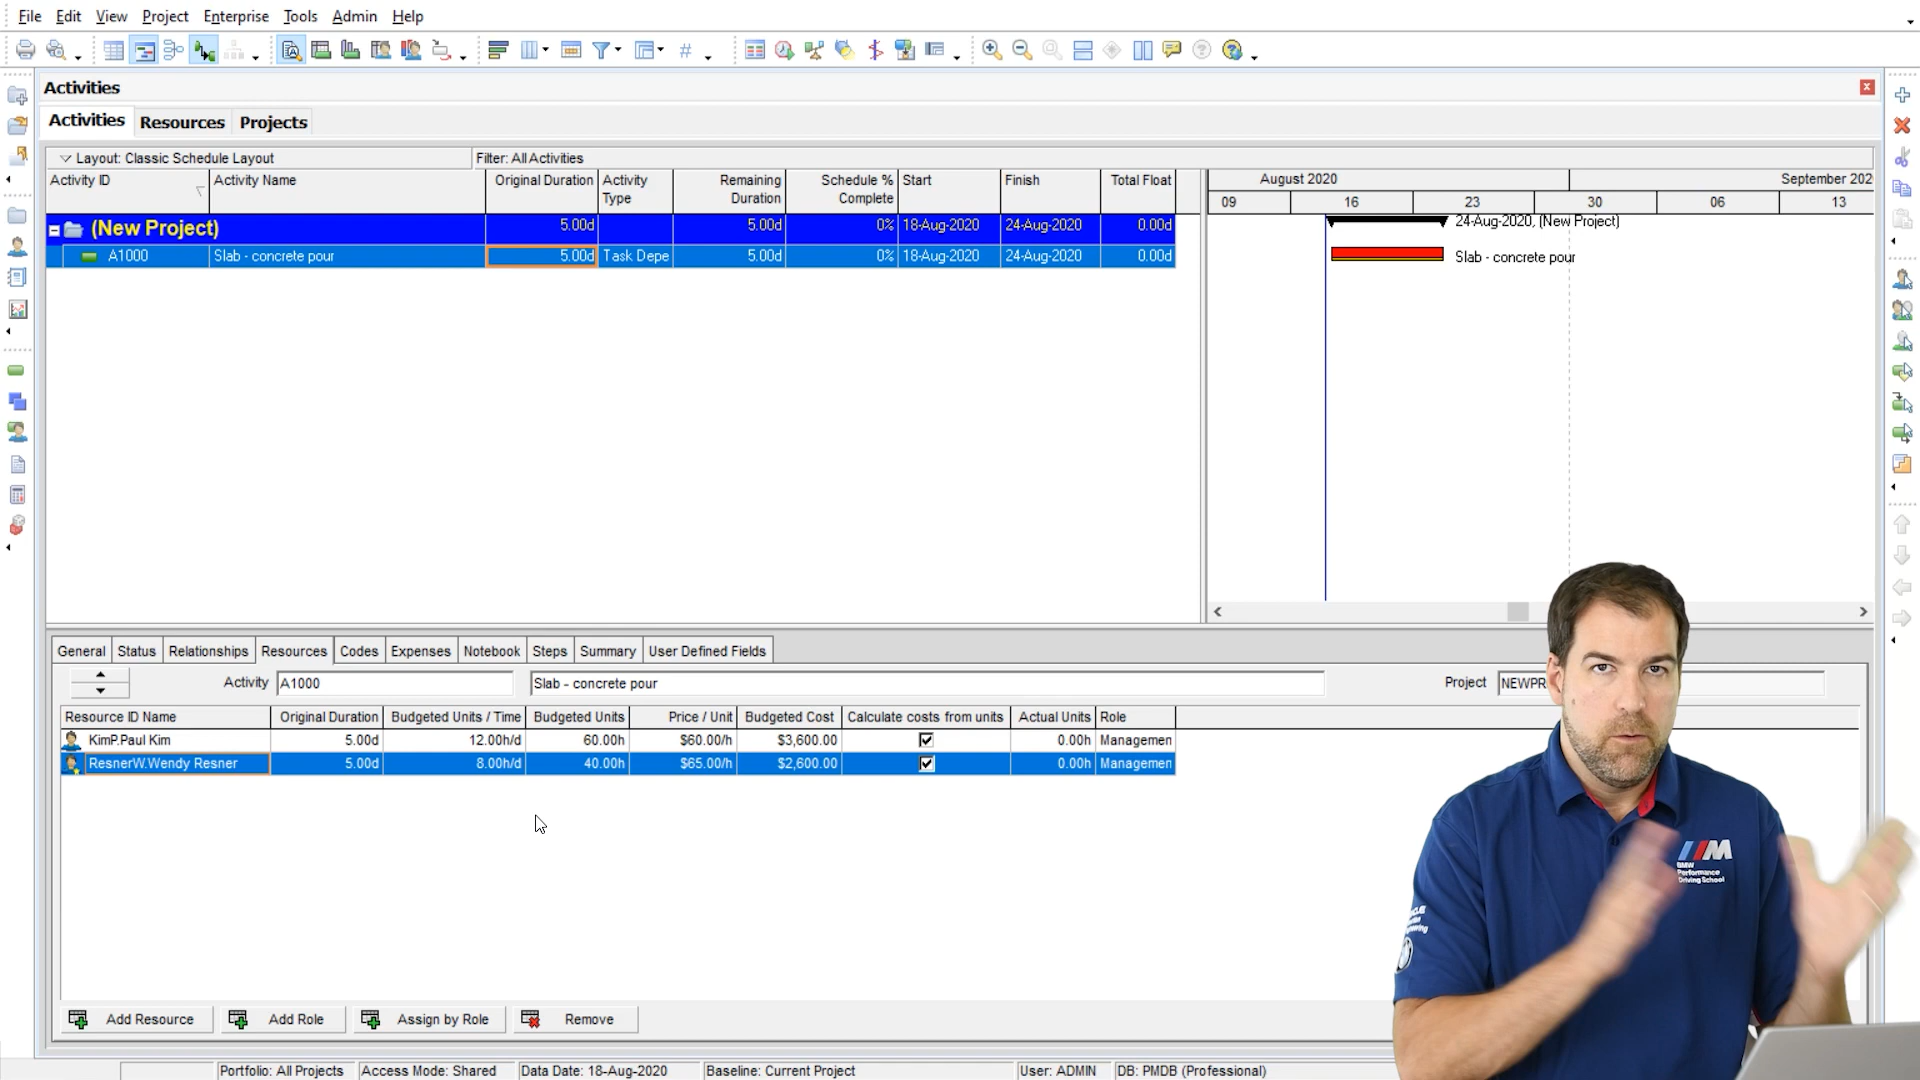 File Edit View Project Enterprise Tools Admin Help
Activities
Activities Resources Projects
Layout: Classic Schedule Layout Filter: All Activities
Activity ID Activity Name Original Duration Activity Type Remaining Duration Schedule % Complete Start Finish Total Float
August 2020 September 202
09 16 23 30 06 13
(New Project) 5.00d 5.00d 0% 18-Aug-2020 24-Aug-2020 0.00d
24-Aug-2020, (New Project)
A1000 Slab - concrete pour 5.00d Task Depe 5.00d 0% 18-Aug-2020 24-Aug-2020 0.00d
Slab - concrete pour
General Status Relationships Resources Codes Expenses Notebook Steps Summary User Defined Fields
Activity A1000 Slab - concrete pour Project NEWPR
Resource ID Name Original Duration Budgeted Units / Time Budgeted Units Price / Unit Budgeted Cost Calculate costs from units Actual Units Role
KimP.Paul Kim 5.00d 12.00h/d 60.00h $60.00/h $3,600.00 0.00h Managemen
ResnerW.Wendy Resner 5.00d 8.00h/d 40.00h $65.00/h $2,600.00 0.00h Managemen
M
BMW
Performance
Driving School
Add Resource Add Role Assign by Role Remove
Portfolio: All Projects Access Mode: Shared Data Date: 18-Aug-2020 Baseline: Current Project User: ADMIN DB: PMDB (Professional)